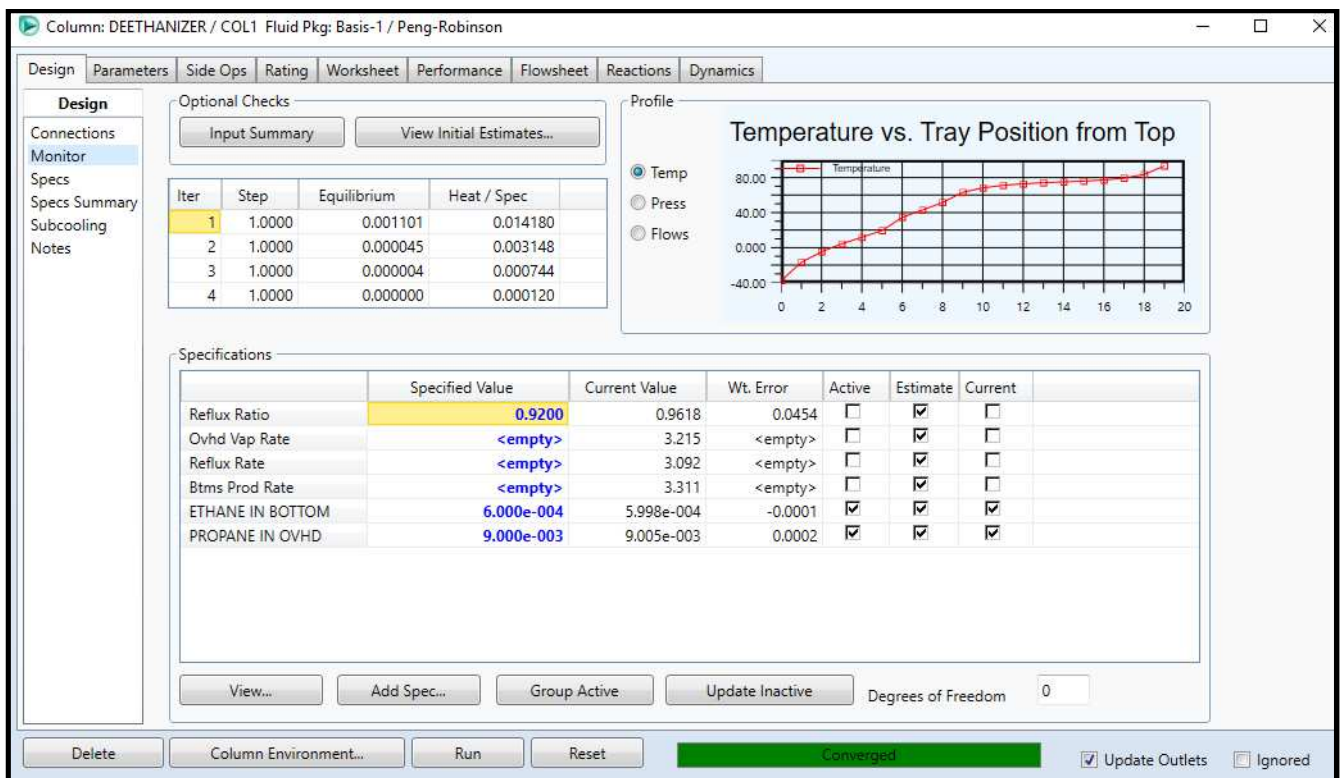 Column: DEETHANIZER / COL1 Fluid Pkg: Basis-1 / Peng-Robinson
Design Parameters Side Ops Rating Worksheet Performance Flowsheet Reactions Dynamics
Design
Connections
Monitor
Specs
Specs Summary
Subcooling
Notes
Optional Checks
Input Summary View Initial Estimates...
Iter Step Equilibrium Heat / Spec
1 1.0000 0.001101 0.014180
2 1.0000 0.000045 0.003148
3 1.0000 0.000004 0.000744
4 1.0000 0.000000 0.000120
Profile
Temp
Press
Flows
Temperature vs. Tray Position from Top
Temperature
80.00
40.00
0.000
-40.00
0 2 4 6 8 10 12 14 16 18 20
Specifications
Specified Value Current Value Wt. Error Active Estimate Current
Reflux Ratio 0.9200 0.9618 0.0454
Ovhd Vap Rate <empty> 3.215 <empty>
Reflux Rate <empty> 3.092 <empty>
Btms Prod Rate <empty> 3.311 <empty>
ETHANE IN BOTTOM 6.000e-004 5.998e-004 -0.0001
PROPANE IN OVHD 9.000e-003 9.005e-003 0.0002
View... Add Spec... Group Active Update Inactive Degrees of Freedom 0
Delete Column Environment... Run Reset Converged Update Outlets Ignored